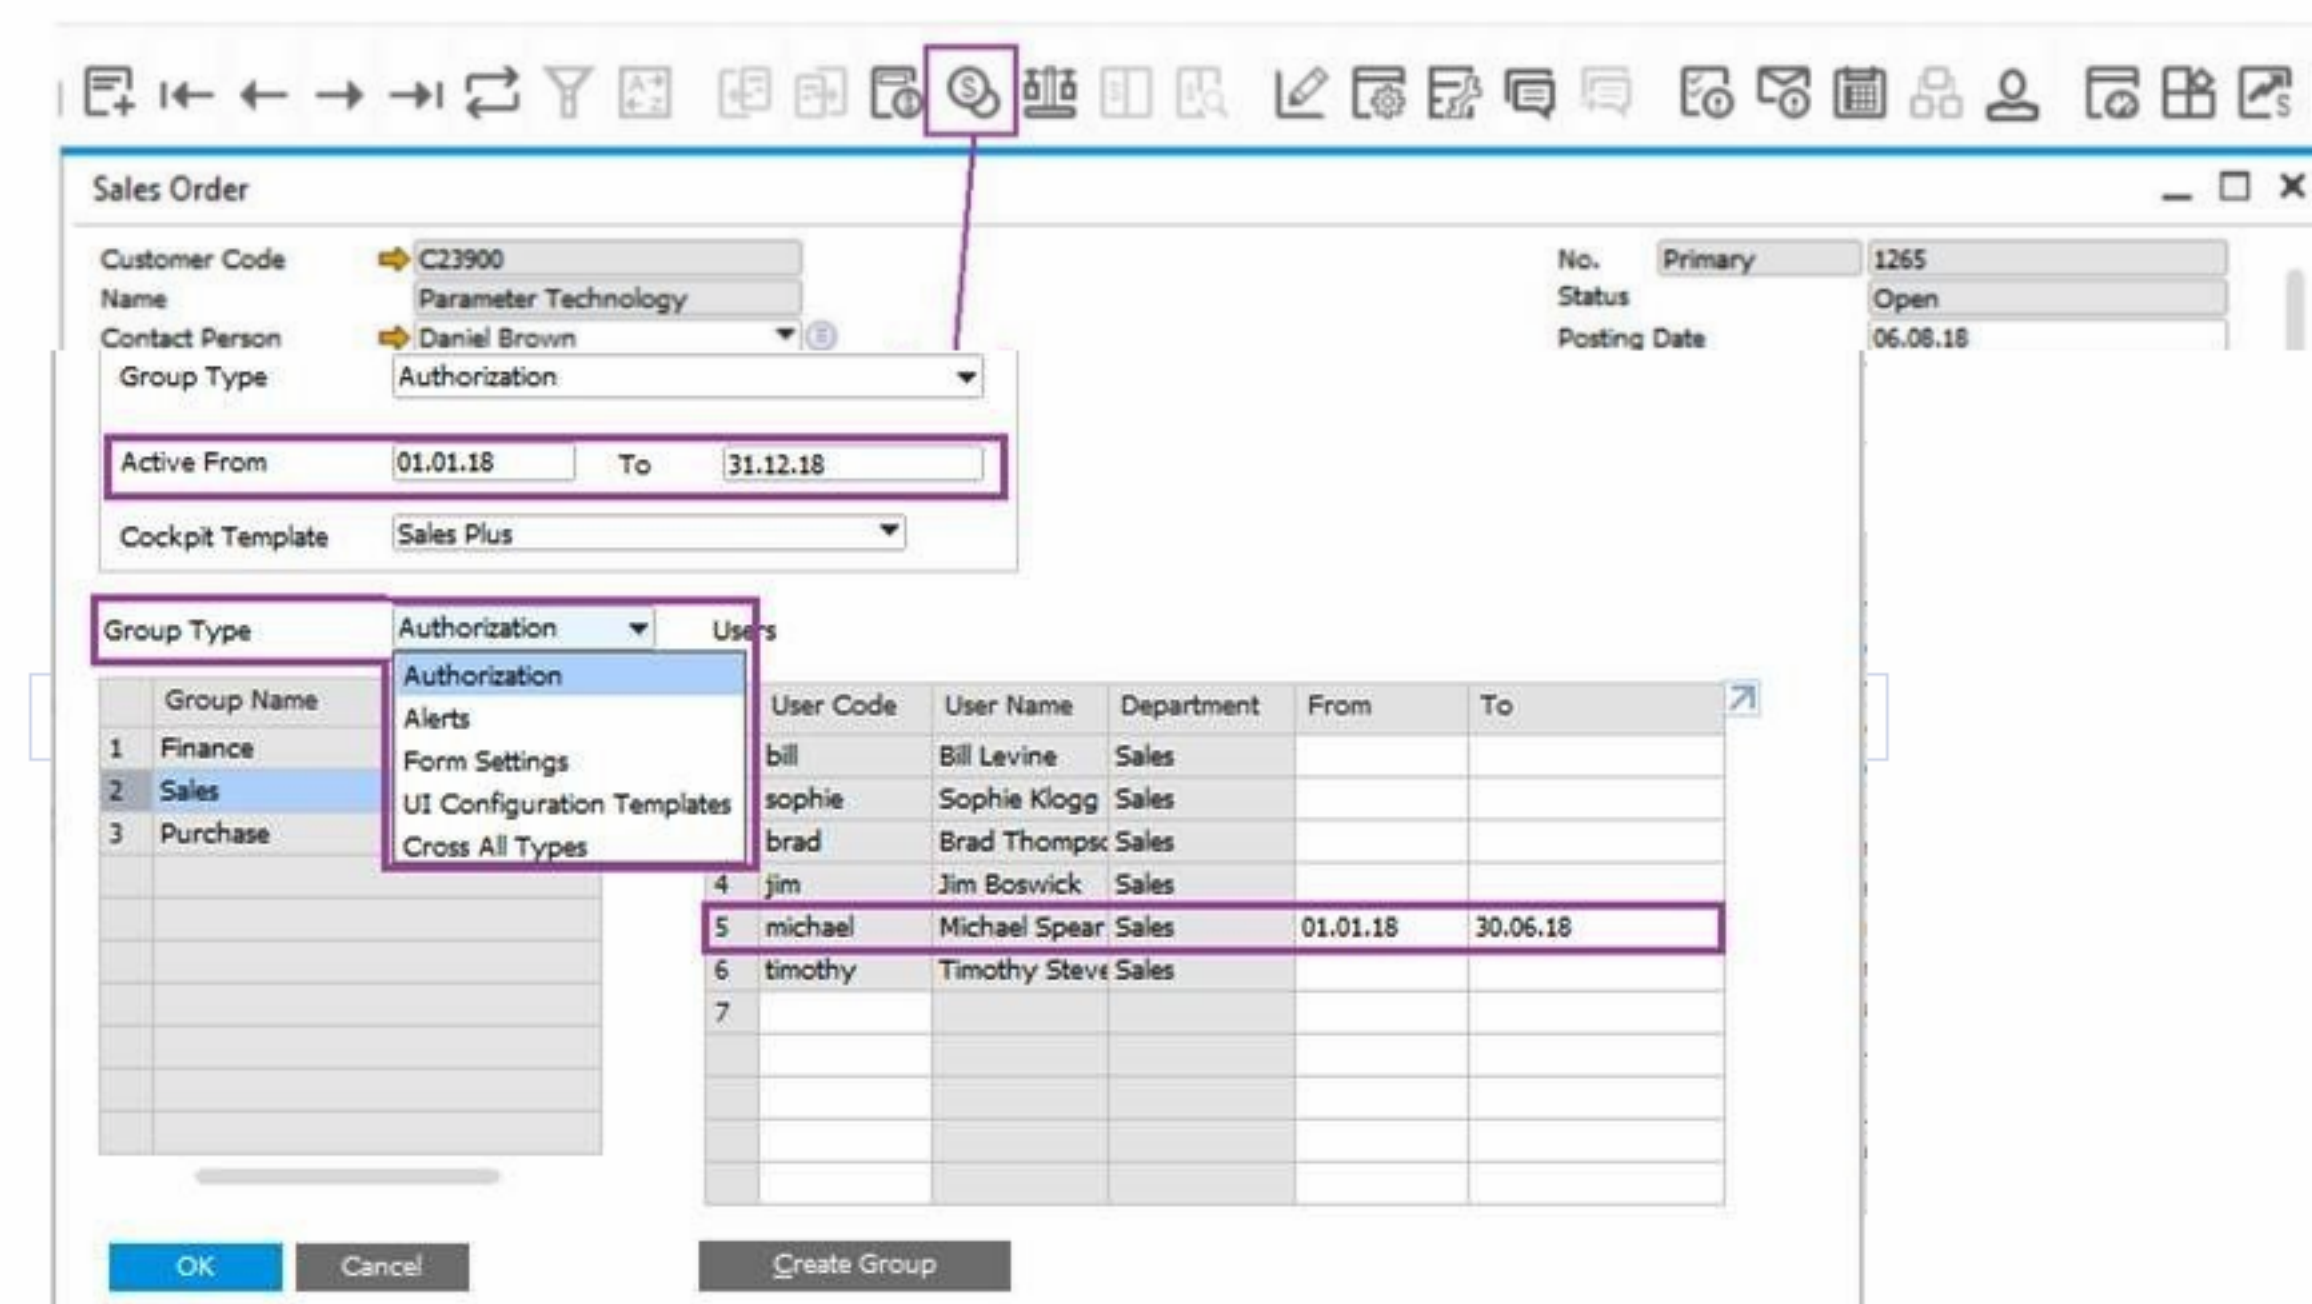 Sales Order
Customer Code C23900 No. Primary 1265
Name Parameter Technology Status Open
Contact Person Daniel Brown Posting Date 06.08.18
Group Type Authorization
Active From 01.01.18 To 31.12.18
Cockpit Template Sales Plus
Group Type Authorization Users
Authorization
Alerts
Form Settings
UI Configuration Templates
Cross All Types
Group Name
1 Finance
2 Sales
3 Purchase
User Code User Name Department From To
bill Bill Levine Sales
sophie Sophie Klogg Sales
brad Brad Thomps Sales
4 jim Jim Boswick Sales
5 michael Michael Spear Sales 01.01.18 30.06.18
6 timothy Timothy Steve Sales
7
OK Cancel Create Group